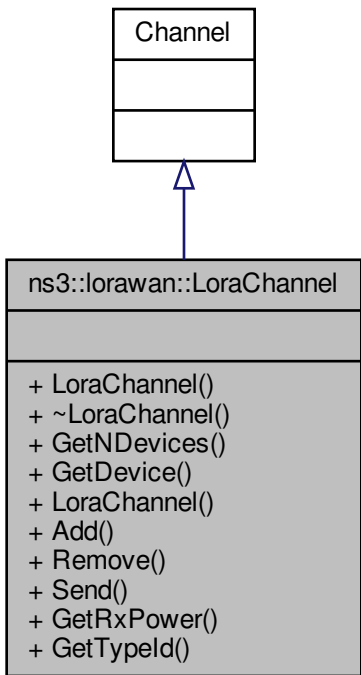 Channel
ns3::lorawan::LoraChannel
+ LoraChannel()
+ ~LoraChannel()
+ GetNDevices()
+ GetDevice()
+ LoraChannel()
+ Add()
+ Remove()
+ Send()
+ GetRxPower()
+ GetTypeId()